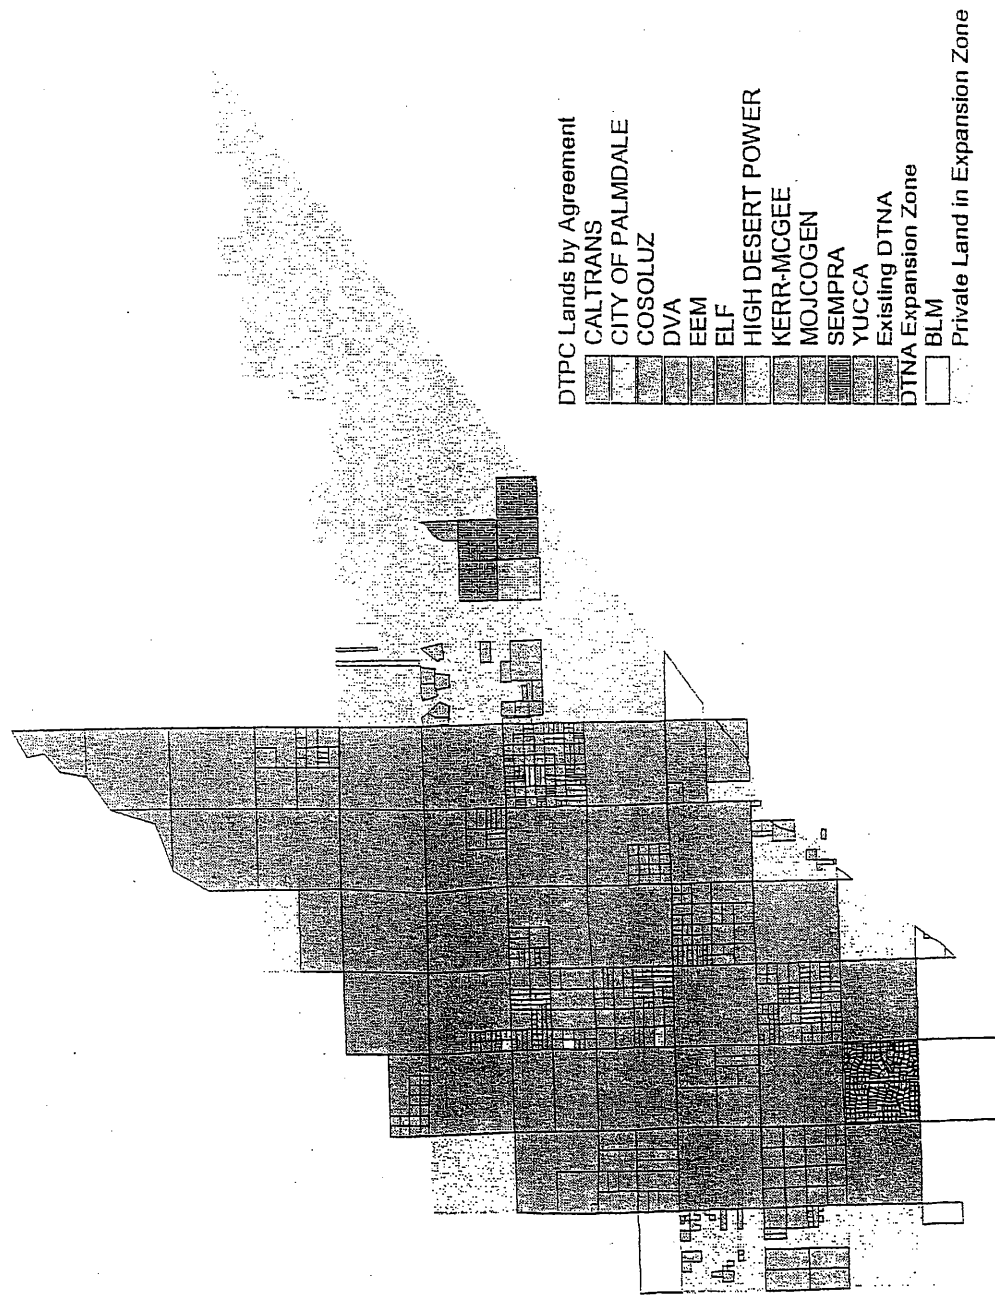 DTPC Lands by Agreement
CALTRANS
CITY OF PALMDALE
COSOLUZ
DVA
EEM
ELF
HIGH DESERT POWER
KERR-MCGEE
MOJCOGEN
SEMPRA
YUCCA
Existing DTNA
DTNA Expansion Zone
BLM
Private Land in Expansion Zone